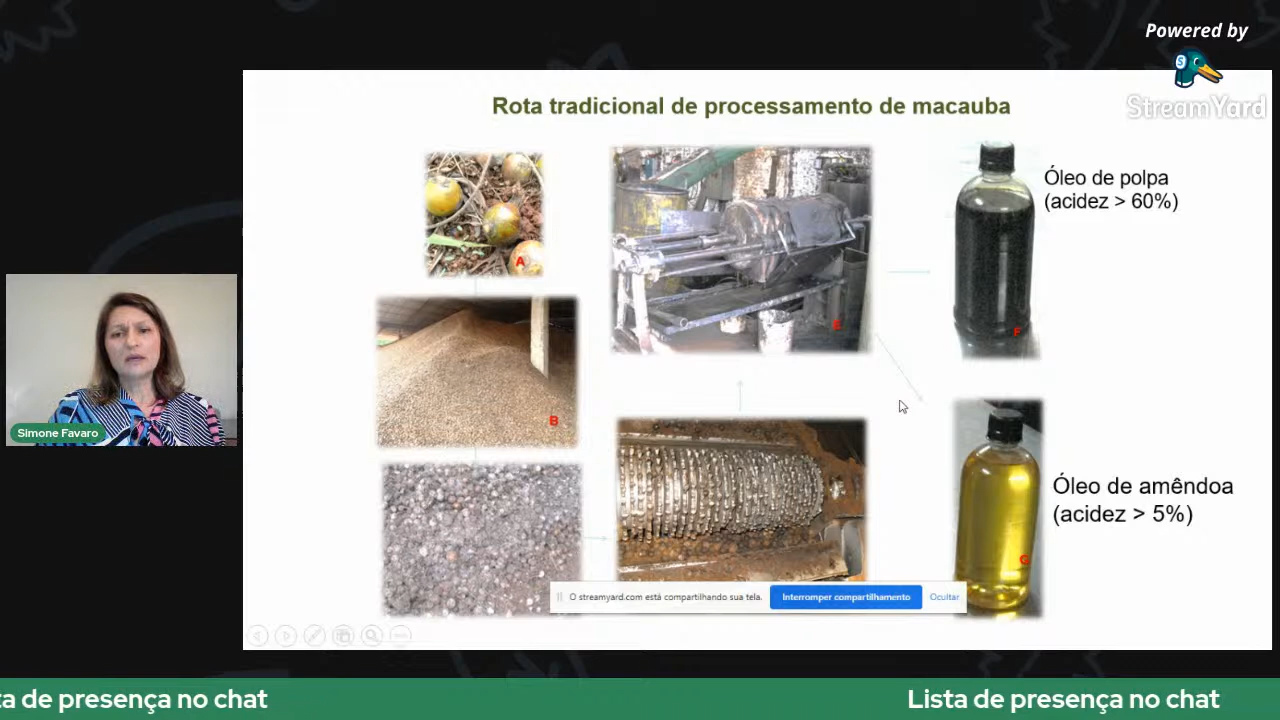 Powered by
StreamYard
Rota tradicional de processamento de macauba
A
B
E
F
G
Óleo de polpa
(acidez > 60%)
Óleo de amêndoa
(acidez > 5%)
Simone Favaro
O streamyard.com está compartilhando sua tela.
Interromper compartilhamento
Ocultar
ta de presença no chat
Lista de presença no chat